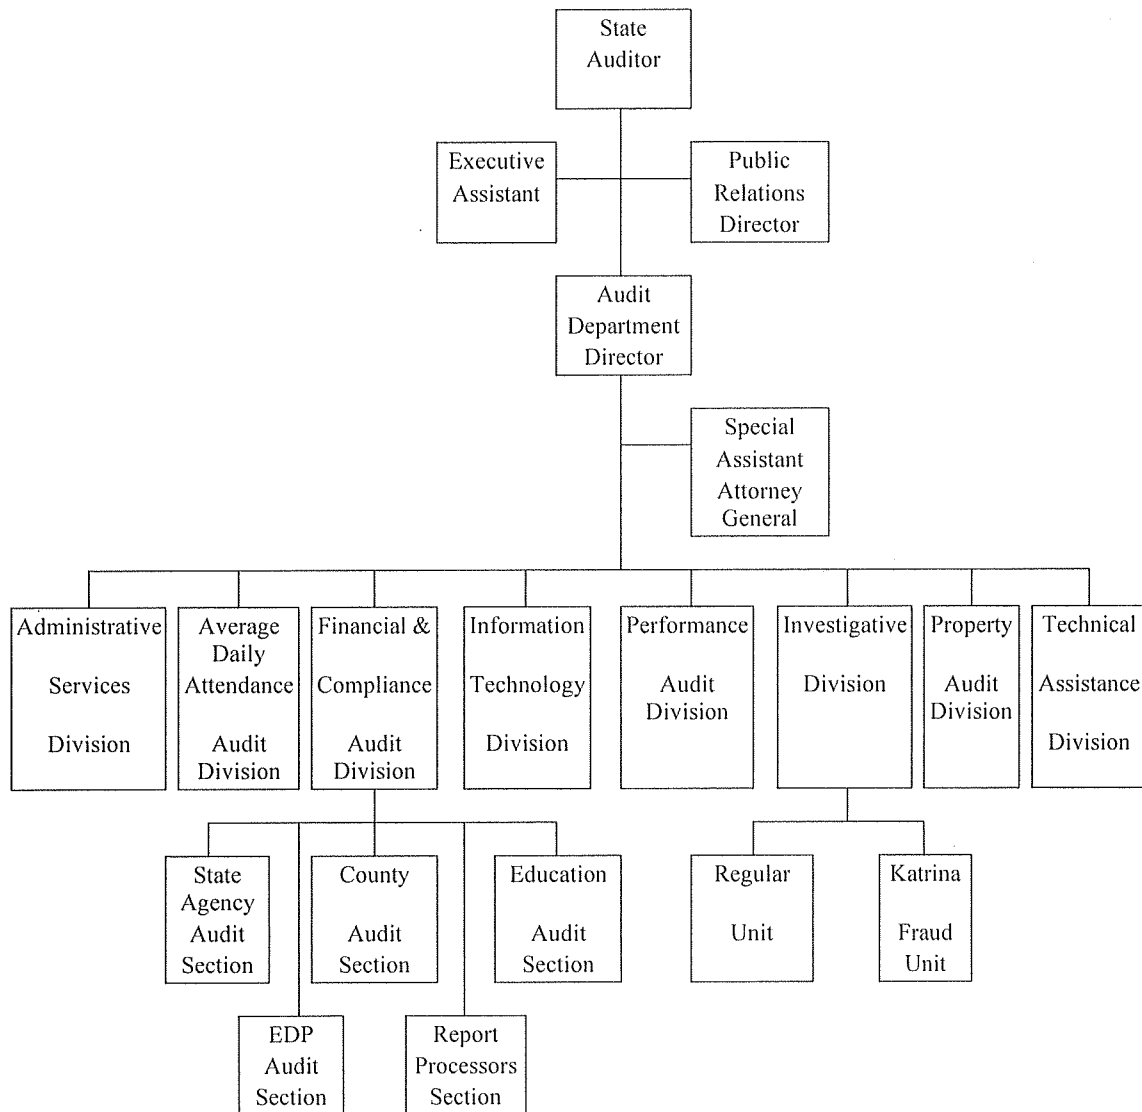 State
Auditor
Executive
Assistant
Public
Relations
Director
Audit
Department
Director
Special
Assistant
Attorney
General
Administrative
Services
Division
Average
Daily
Attendance
Audit
Division
Financial &
Compliance
Audit
Division
Information
Technology
Division
Performance
Audit
Division
Investigative
Division
Property
Audit
Division
Technical
Assistance
Division
State
Agency
Audit
Section
County
Audit
Section
Education
Audit
Section
Regular
Unit
Katrina
Fraud
Unit
EDP
Audit
Section
Report
Processors
Section